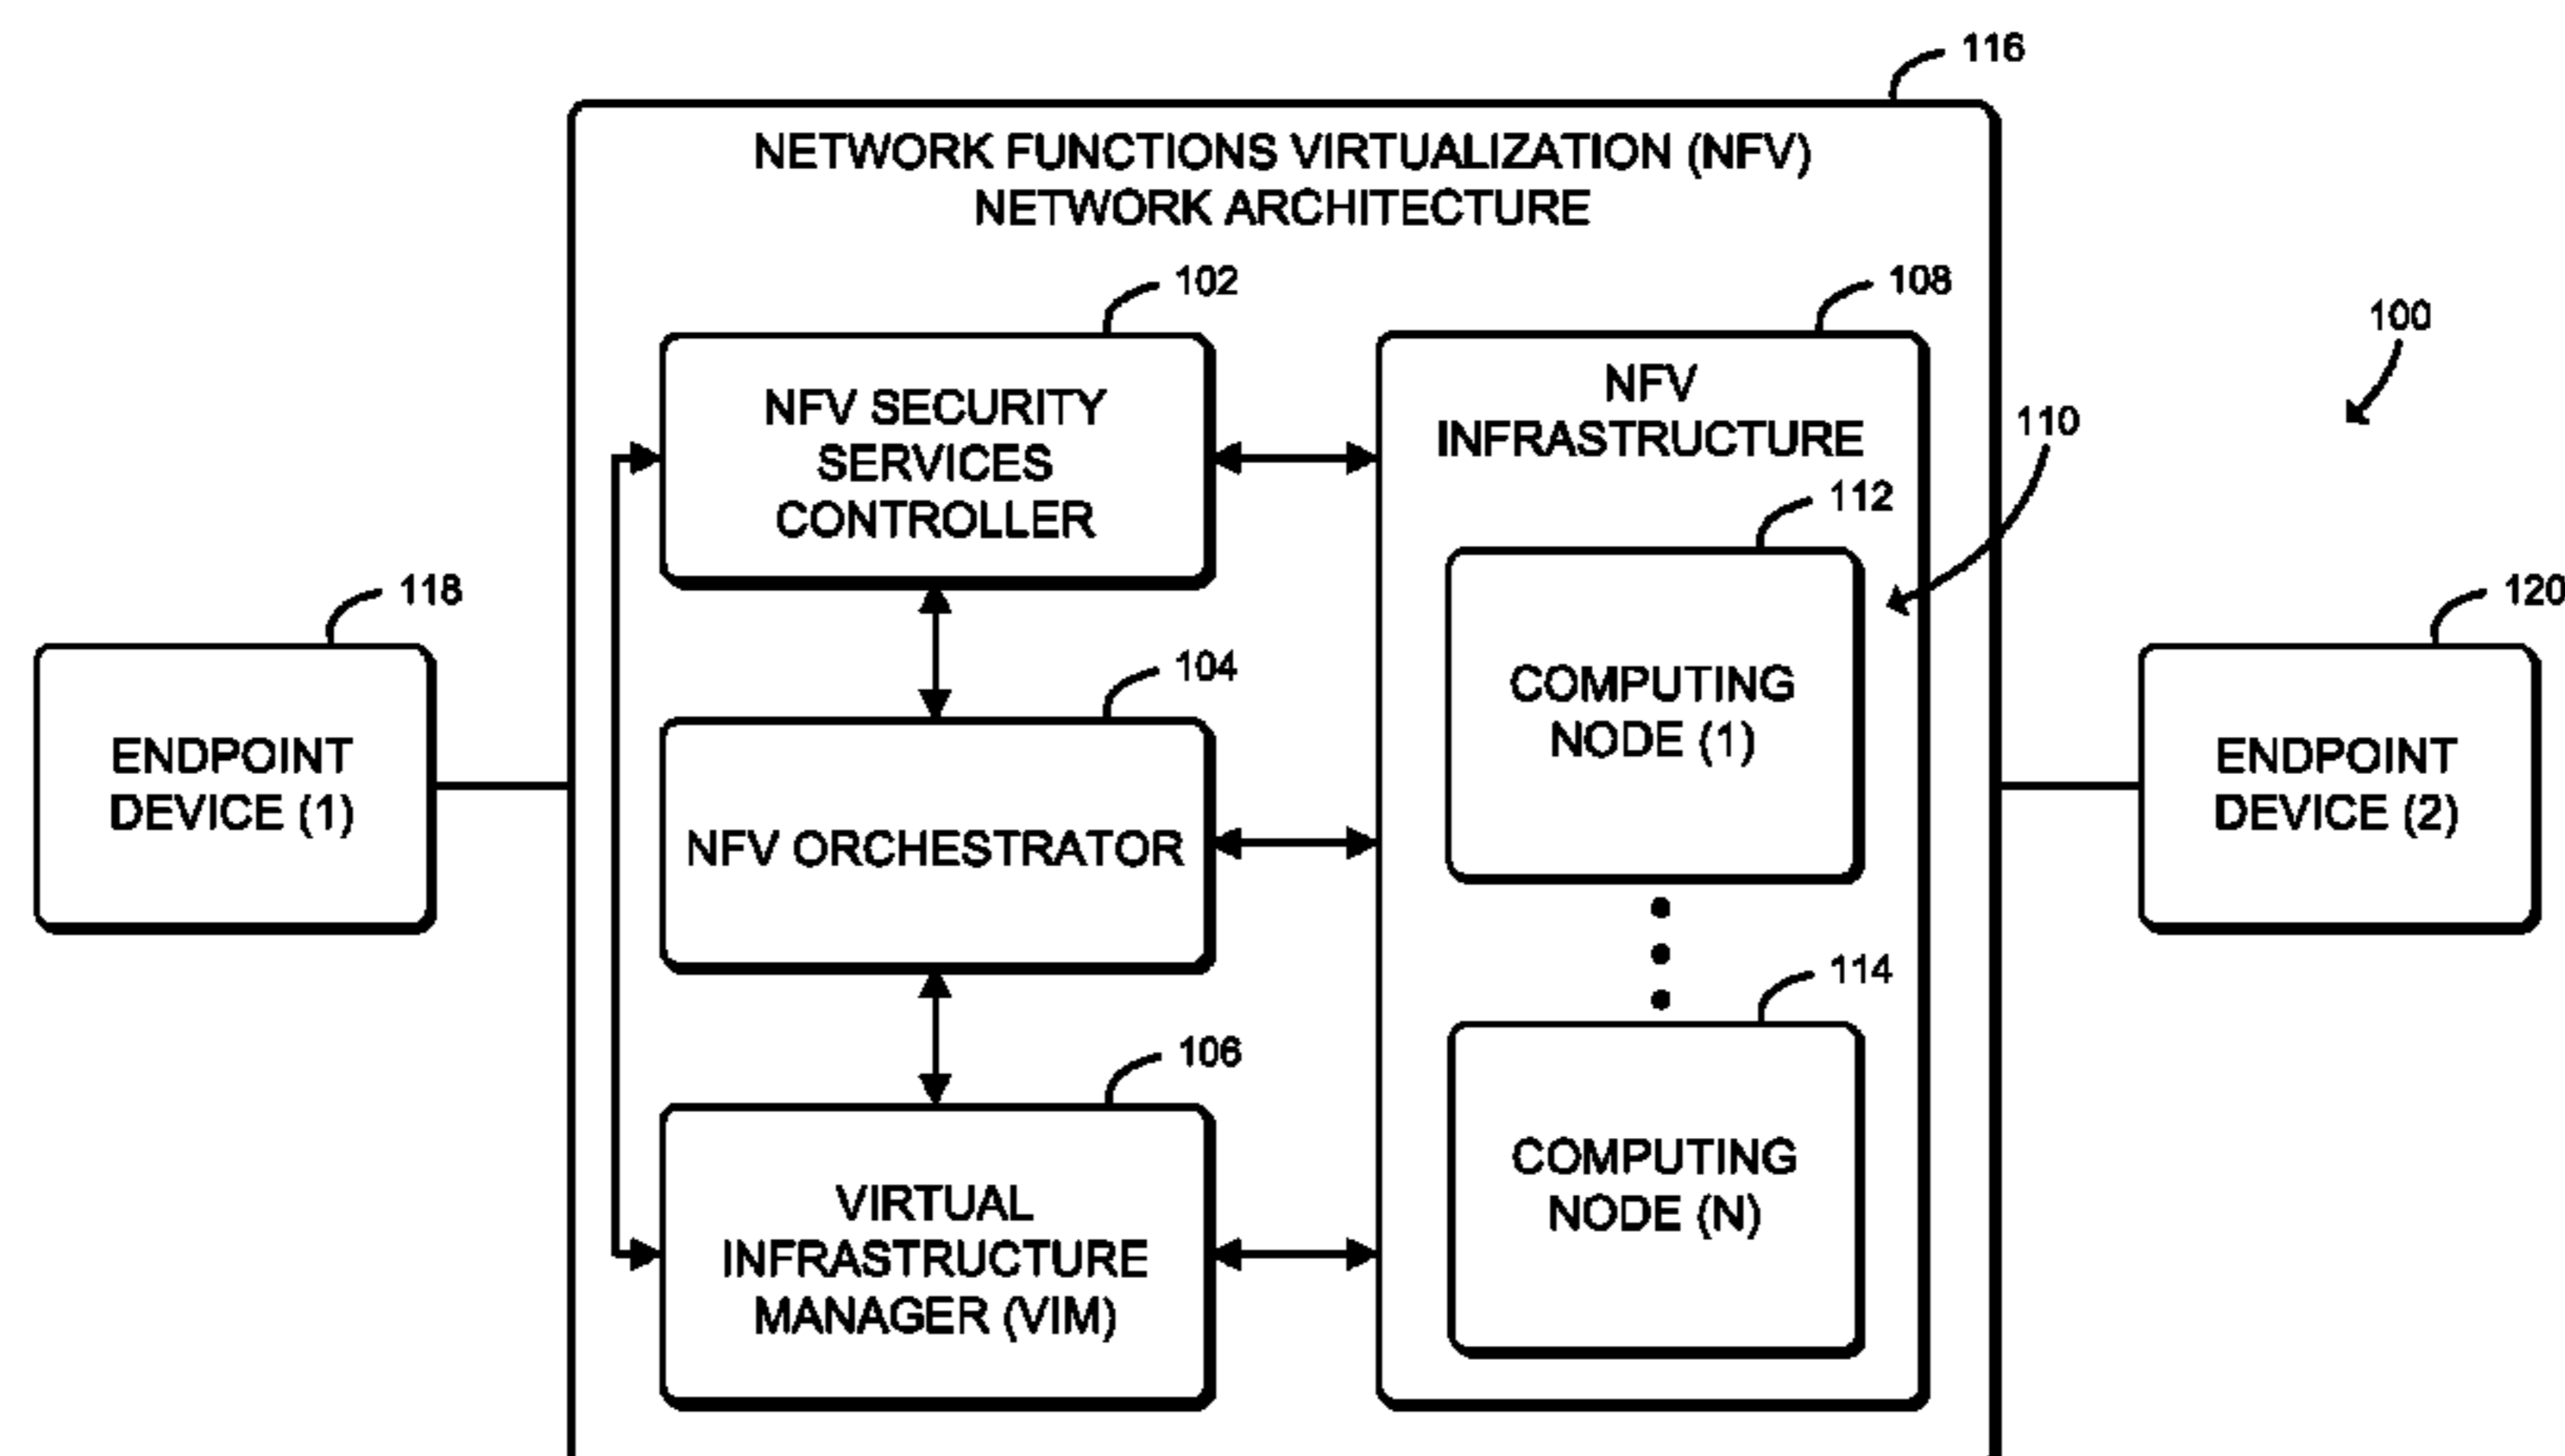 116
NETWORK FUNCTIONS VIRTUALIZATION (NFV)
NETWORK ARCHITECTURE
102
108
100
NFV SECURITY
SERVICES
CONTROLLER
NFV
INFRASTRUCTURE
110
112
118
104
120
COMPUTING
NODE (1)
ENDPOINT
DEVICE (1)
NFV ORCHESTRATOR
ENDPOINT
DEVICE (2)
114
106
COMPUTING
NODE (N)
VIRTUAL
INFRASTRUCTURE
MANAGER (VIM)